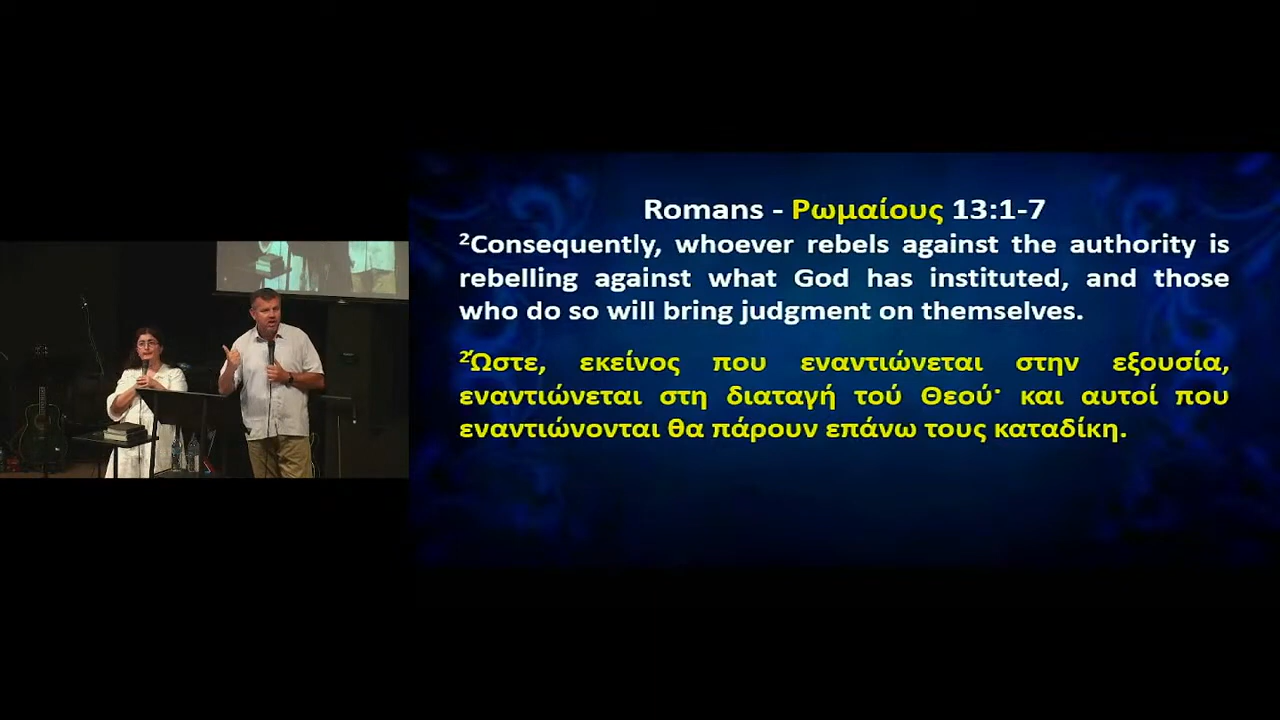 Romans - Ρωμαίους 13:1-7
²Consequently, whoever rebels against the authority is
rebelling against what God has instituted, and those
who do so will bring judgment on themselves.
²Ώστε, εκείνος που εναντιώνεται στην εξουσία,
εναντιώνεται στη διαταγή τού Θεού· και αυτοί που
εναντιώνονται θα πάρουν επάνω τους καταδίκη.